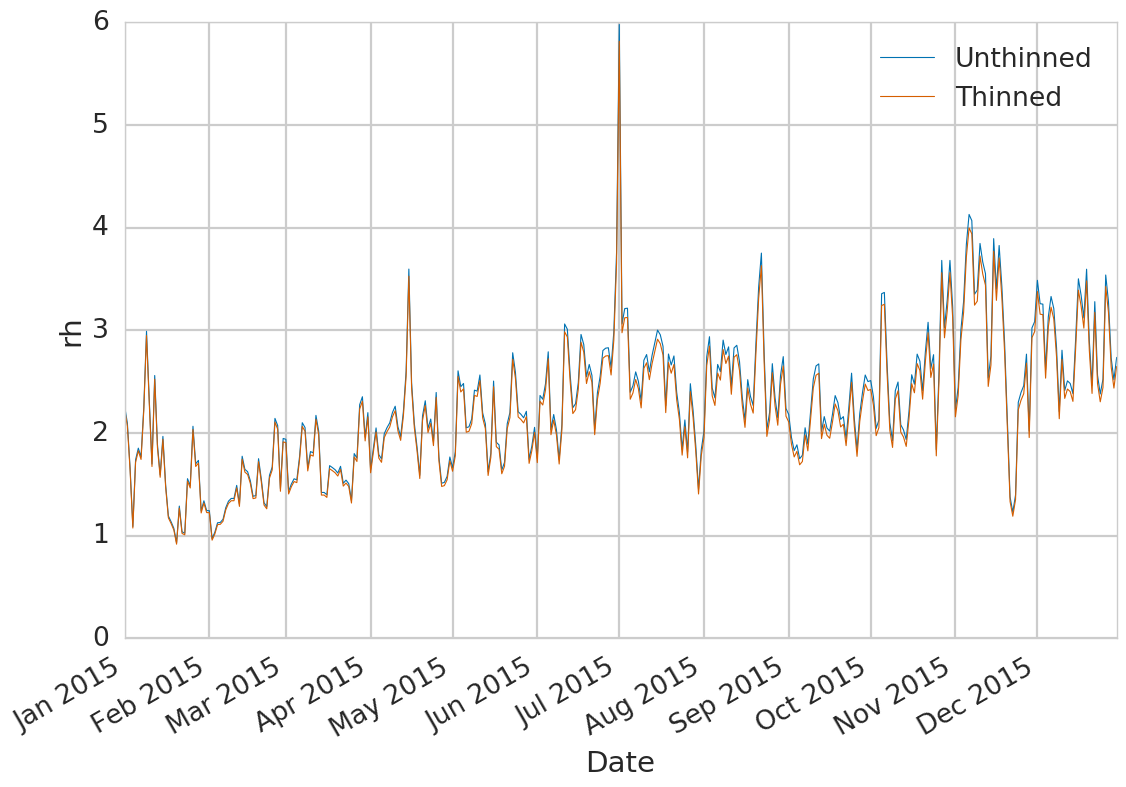 6
5
4
3
2
1
0
rh
Unthinned
Thinned
Jan 2015
Feb 2015
Mar 2015
Apr 2015
May 2015
Jun 2015
Jul 2015
Aug 2015
Sep 2015
Oct 2015
Nov 2015
Dec 2015
Date